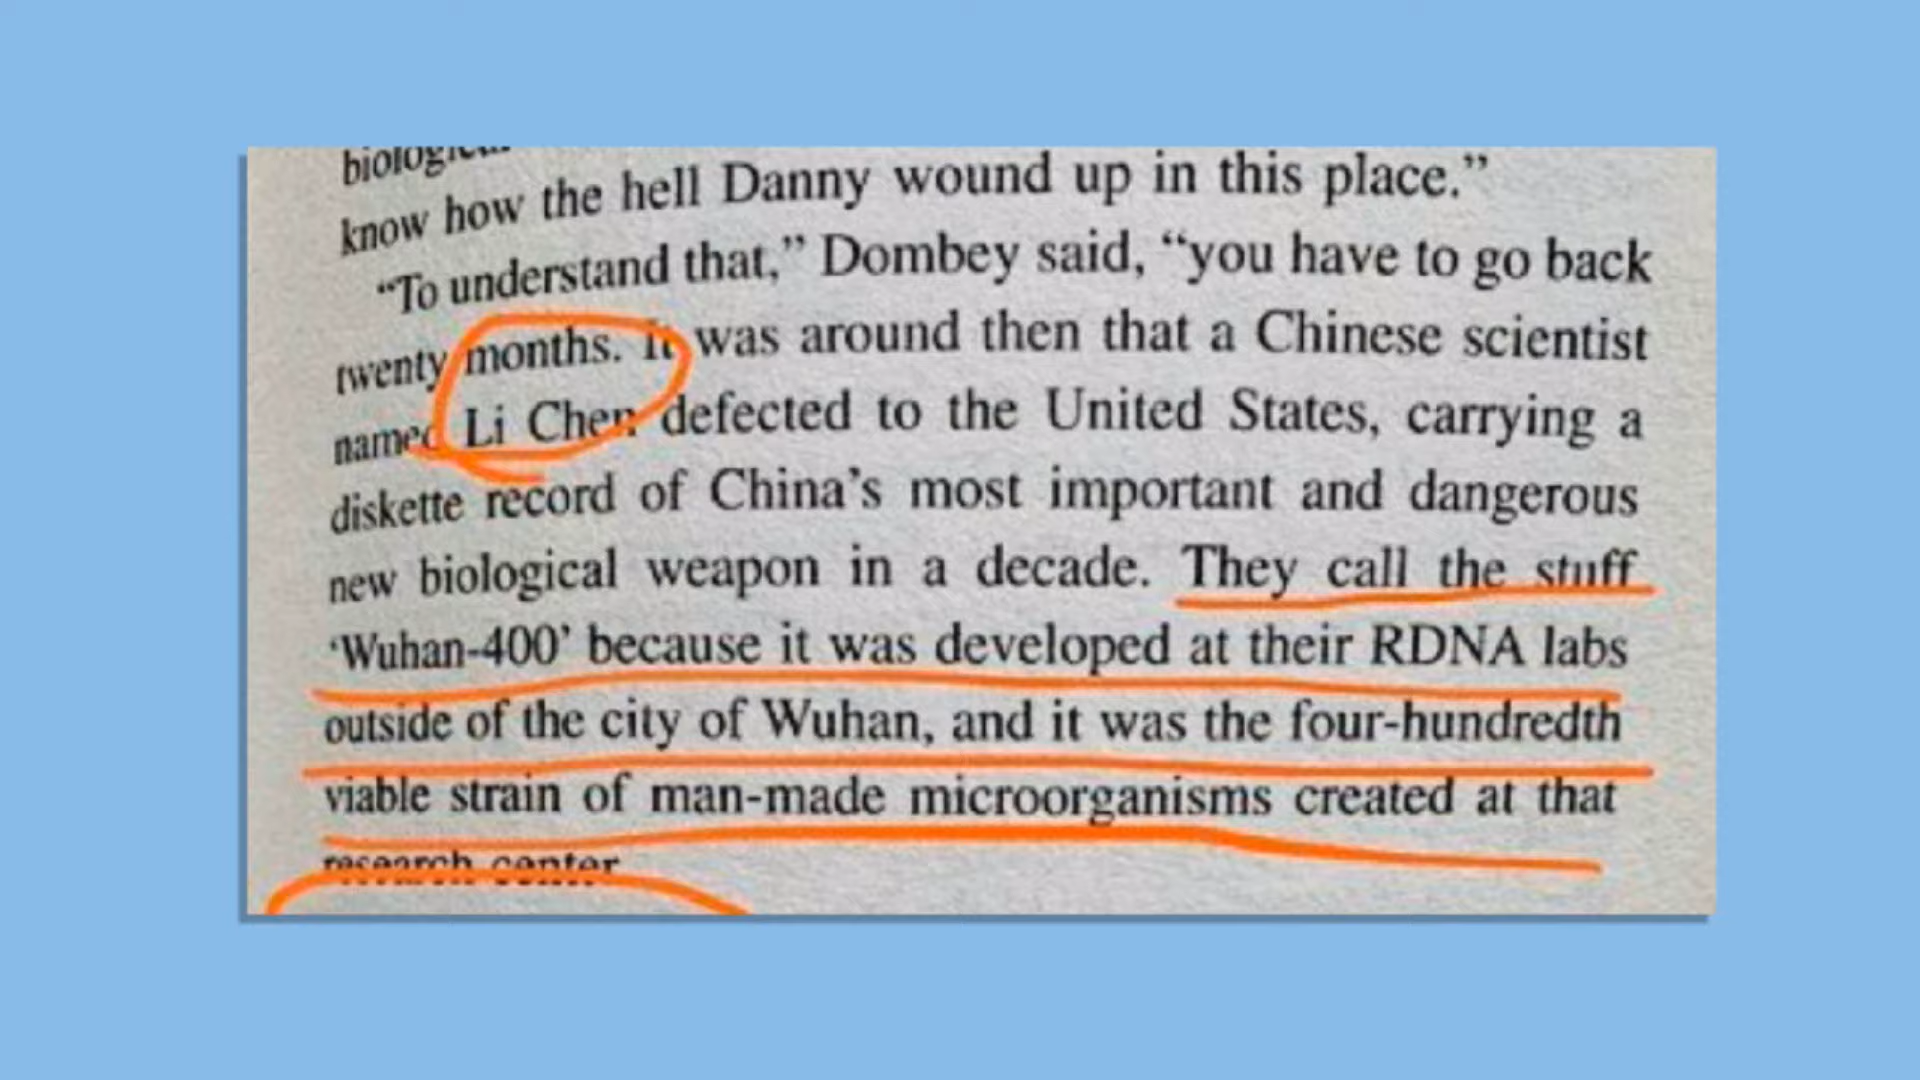 know how the hell Danny wound up in this place.”
“To understand that,” Dombey said, “you have to go back
twenty months. It was around then that a Chinese scientist
named Li Chen defected to the United States, carrying a
diskette record of China’s most important and dangerous
new biological weapon in a decade. They call the stuff
‘Wuhan-400’ because it was developed at their RDNA labs
outside of the city of Wuhan, and it was the four-hundredth
viable strain of man-made microorganisms created at that
research center